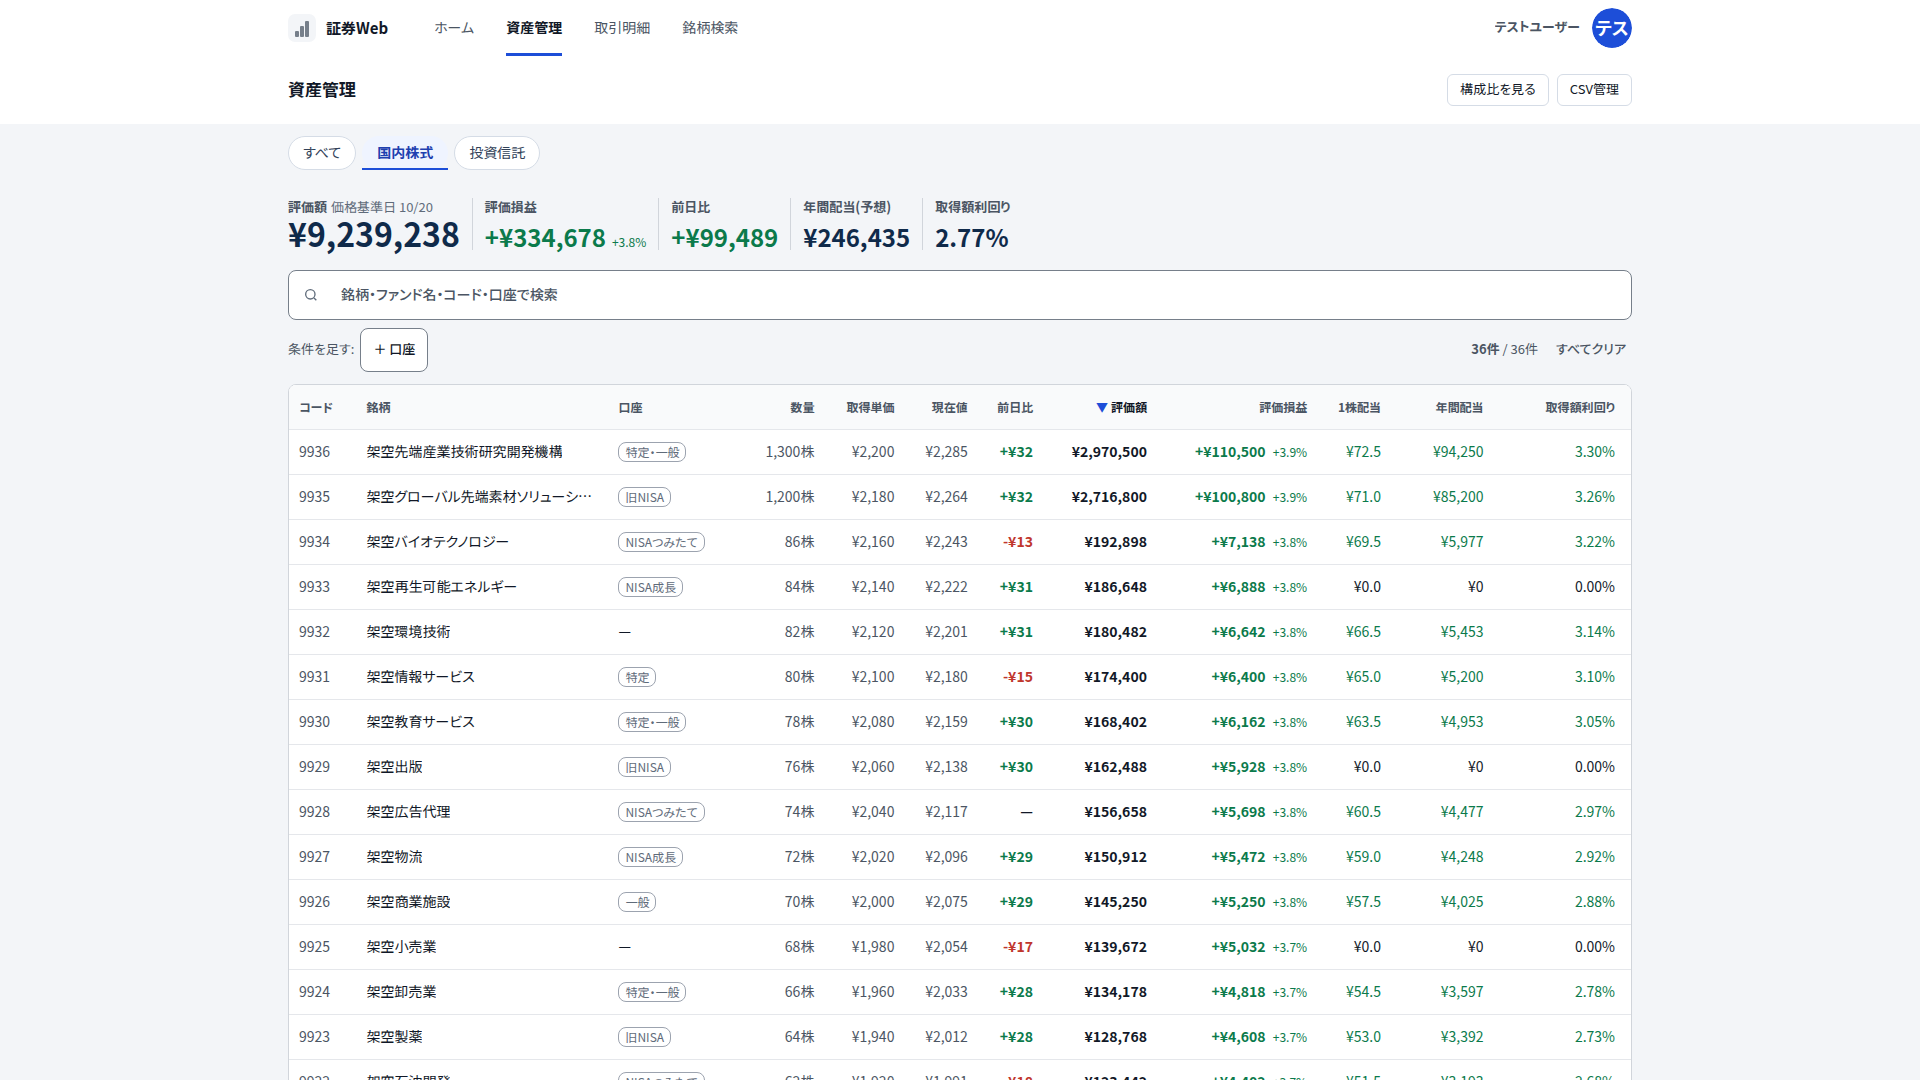 証券Web ホーム 資産管理 取引明細 銘柄検索 テストユーザー テス
資産管理 構成比を見る CSV管理
すべて 国内株式 投資信託
評価額 価格基準日 10/20 評価損益 前日比 年間配当(予想) 取得額利回り
¥9,239,238 +¥334,678 +3.8% +¥99,489 ¥246,435 2.77%
銘柄・ファンド名・コード・口座で検索
条件を足す: ＋ 口座 36件 / 36件 すべてクリア
コード 銘柄 口座 数量 取得単価 現在値 前日比 ▼ 評価額 評価損益 1株配当 年間配当 取得額利回り
9936 架空先端産業技術研究開発機構 特定・一般 1,300株 ¥2,200 ¥2,285 +¥32 ¥2,970,500 +¥110,500 +3.9% ¥72.5 ¥94,250 3.30%
9935 架空グローバル先端素材ソリューシ… 旧NISA 1,200株 ¥2,180 ¥2,264 +¥32 ¥2,716,800 +¥100,800 +3.9% ¥71.0 ¥85,200 3.26%
9934 架空バイオテクノロジー NISAつみたて 86株 ¥2,160 ¥2,243 -¥13 ¥192,898 +¥7,138 +3.8% ¥69.5 ¥5,977 3.22%
9933 架空再生可能エネルギー NISA成長 84株 ¥2,140 ¥2,222 +¥31 ¥186,648 +¥6,888 +3.8% ¥0.0 ¥0 0.00%
9932 架空環境技術 — 82株 ¥2,120 ¥2,201 +¥31 ¥180,482 +¥6,642 +3.8% ¥66.5 ¥5,453 3.14%
9931 架空情報サービス 特定 80株 ¥2,100 ¥2,180 -¥15 ¥174,400 +¥6,400 +3.8% ¥65.0 ¥5,200 3.10%
9930 架空教育サービス 特定・一般 78株 ¥2,080 ¥2,159 +¥30 ¥168,402 +¥6,162 +3.8% ¥63.5 ¥4,953 3.05%
9929 架空出版 旧NISA 76株 ¥2,060 ¥2,138 +¥30 ¥162,488 +¥5,928 +3.8% ¥0.0 ¥0 0.00%
9928 架空広告代理 NISAつみたて 74株 ¥2,040 ¥2,117 — ¥156,658 +¥5,698 +3.8% ¥60.5 ¥4,477 2.97%
9927 架空物流 NISA成長 72株 ¥2,020 ¥2,096 +¥29 ¥150,912 +¥5,472 +3.8% ¥59.0 ¥4,248 2.92%
9926 架空商業施設 一般 70株 ¥2,000 ¥2,075 +¥29 ¥145,250 +¥5,250 +3.8% ¥57.5 ¥4,025 2.88%
9925 架空小売業 — 68株 ¥1,980 ¥2,054 -¥17 ¥139,672 +¥5,032 +3.7% ¥0.0 ¥0 0.00%
9924 架空卸売業 特定・一般 66株 ¥1,960 ¥2,033 +¥28 ¥134,178 +¥4,818 +3.7% ¥54.5 ¥3,597 2.78%
9923 架空製薬 旧NISA 64株 ¥1,940 ¥2,012 +¥28 ¥128,768 +¥4,608 +3.7% ¥53.0 ¥3,392 2.73%